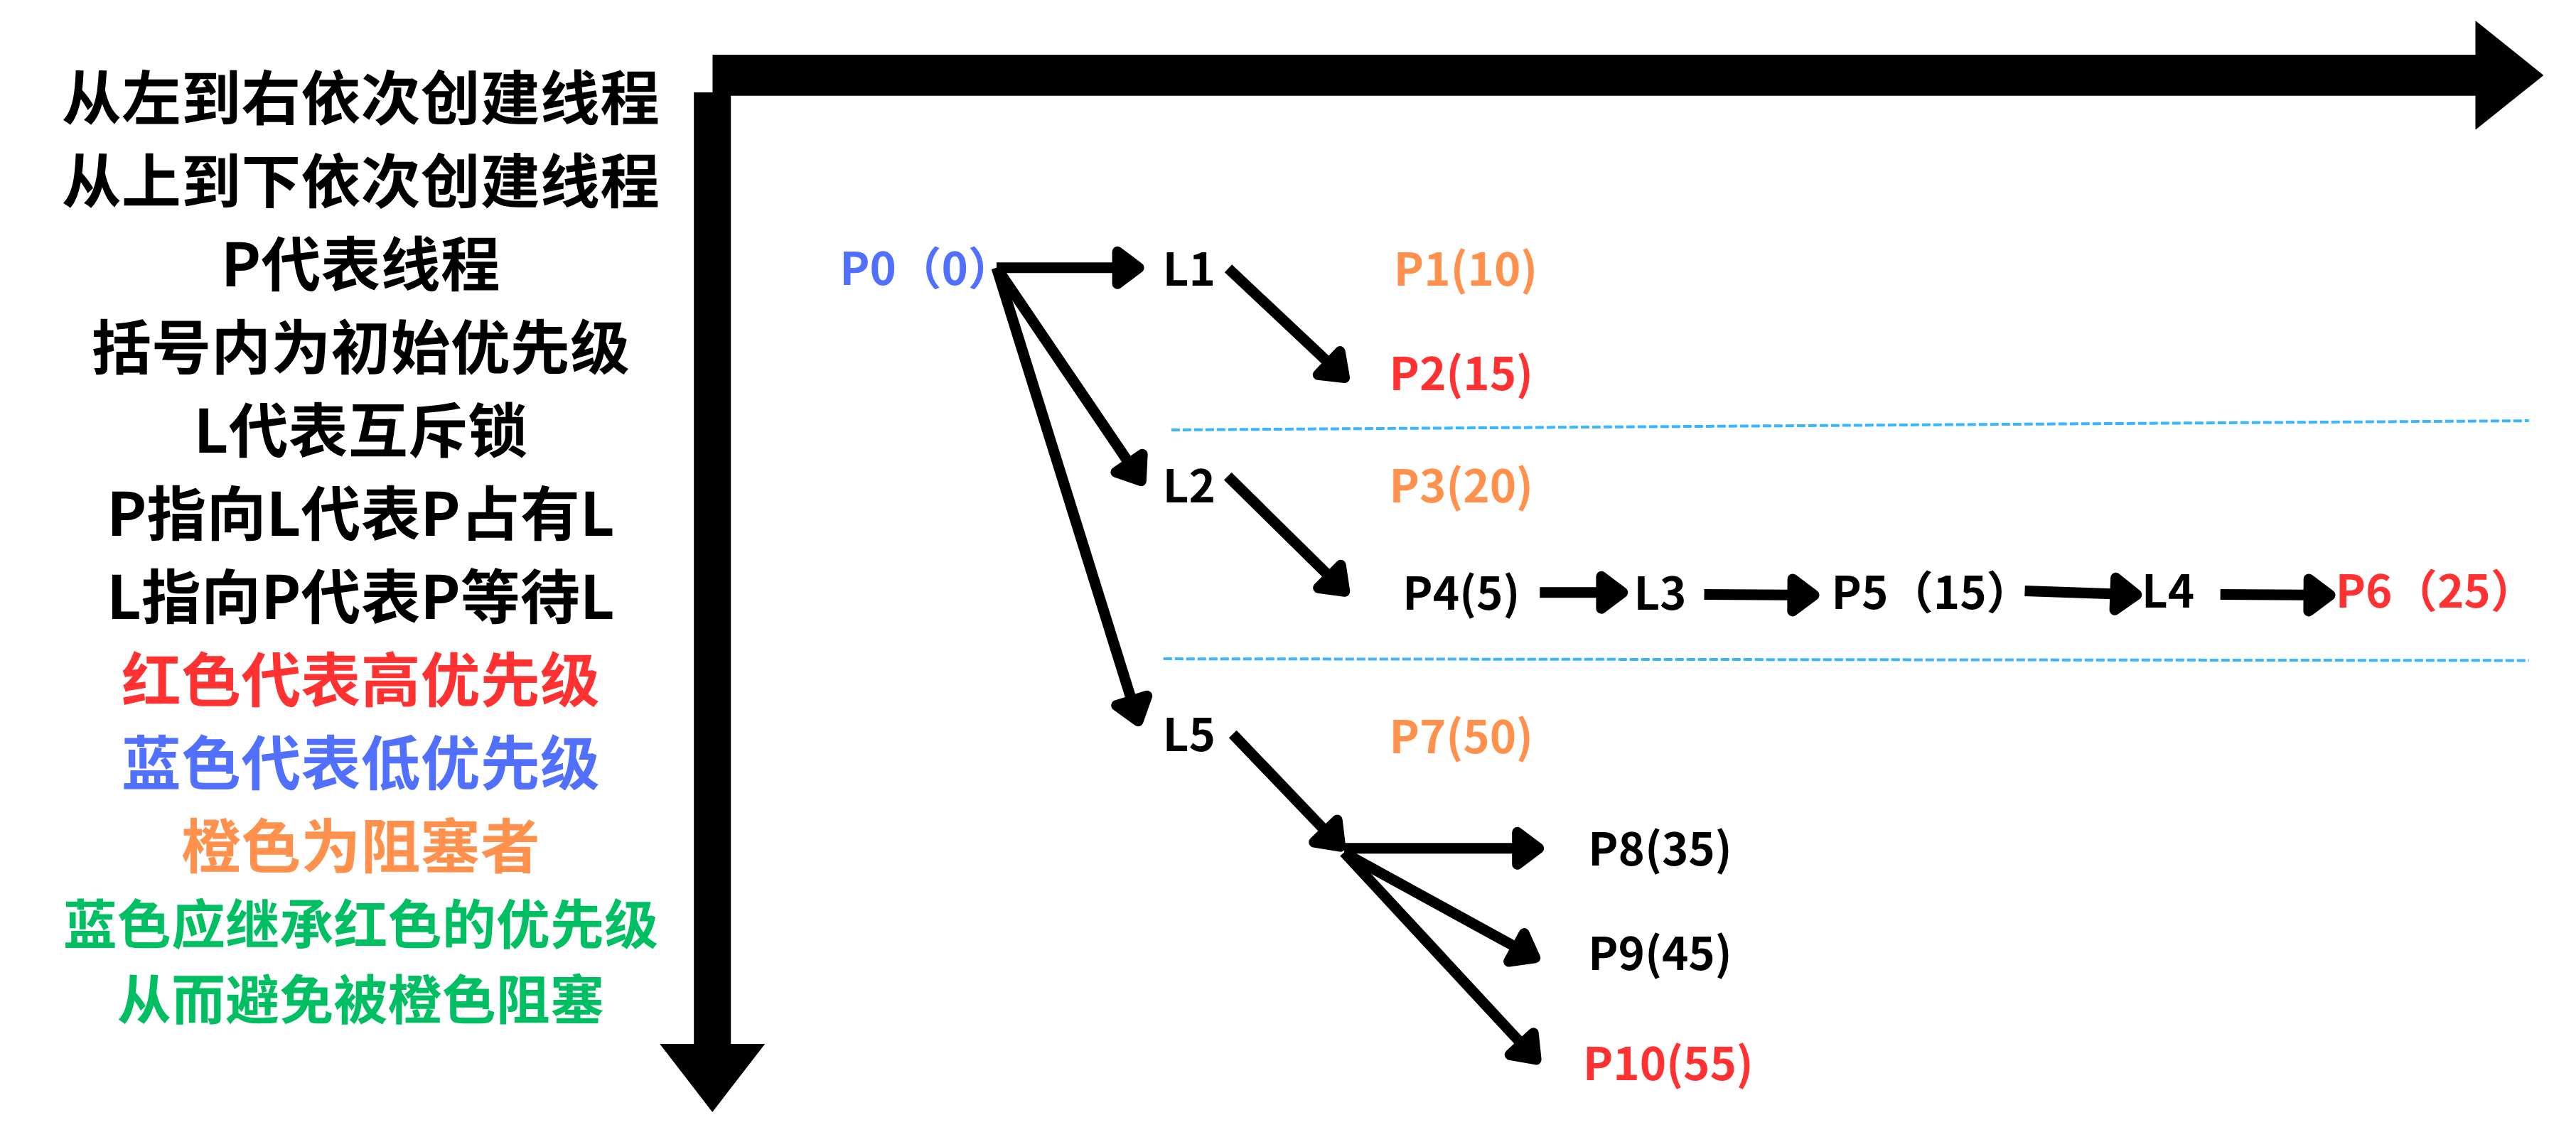 从左到右依次创建线程
从上到下依次创建线程
P代表线程
括号内为初始优先级
L代表互斥锁
P指向L代表P占有L
L指向P代表P等待L
红色代表高优先级
蓝色代表低优先级
橙色为阻塞者
蓝色应继承红色的优先级
从而避免被橙色阻塞
P0（0） L1 P1(10)
P2(15)
L2 P3(20)
P4(5) L3 P5（15） L4 P6（25）
L5 P7(50)
P8(35)
P9(45)
P10(55)